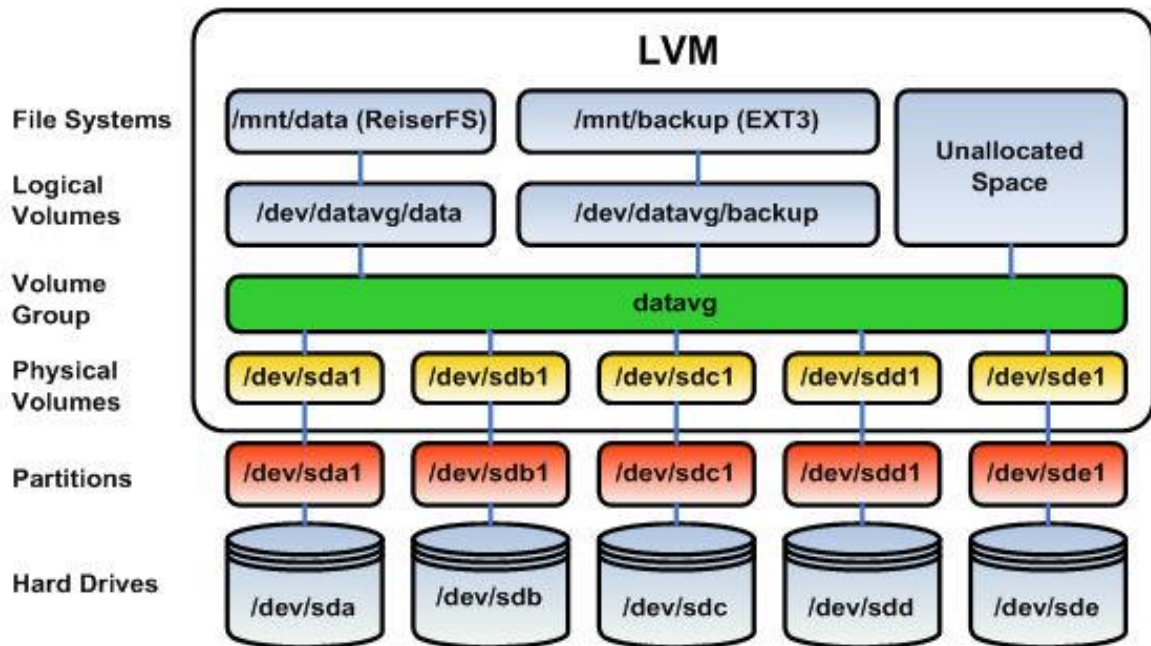 LVM
File Systems
/mnt/data (ReiserFS)
/mnt/backup (EXT3)
Unallocated
Space
Logical
Volumes
/dev/datavg/data
/dev/datavg/backup
Volume
Group
datavg
Physical
Volumes
/dev/sda1
/dev/sdb1
/dev/sdc1
/dev/sdd1
/dev/sde1
Partitions
/dev/sda1
/dev/sdb1
/dev/sdc1
/dev/sdd1
/dev/sde1
Hard Drives
/dev/sda
/dev/sdb
/dev/sdc
/dev/sdd
/dev/sde